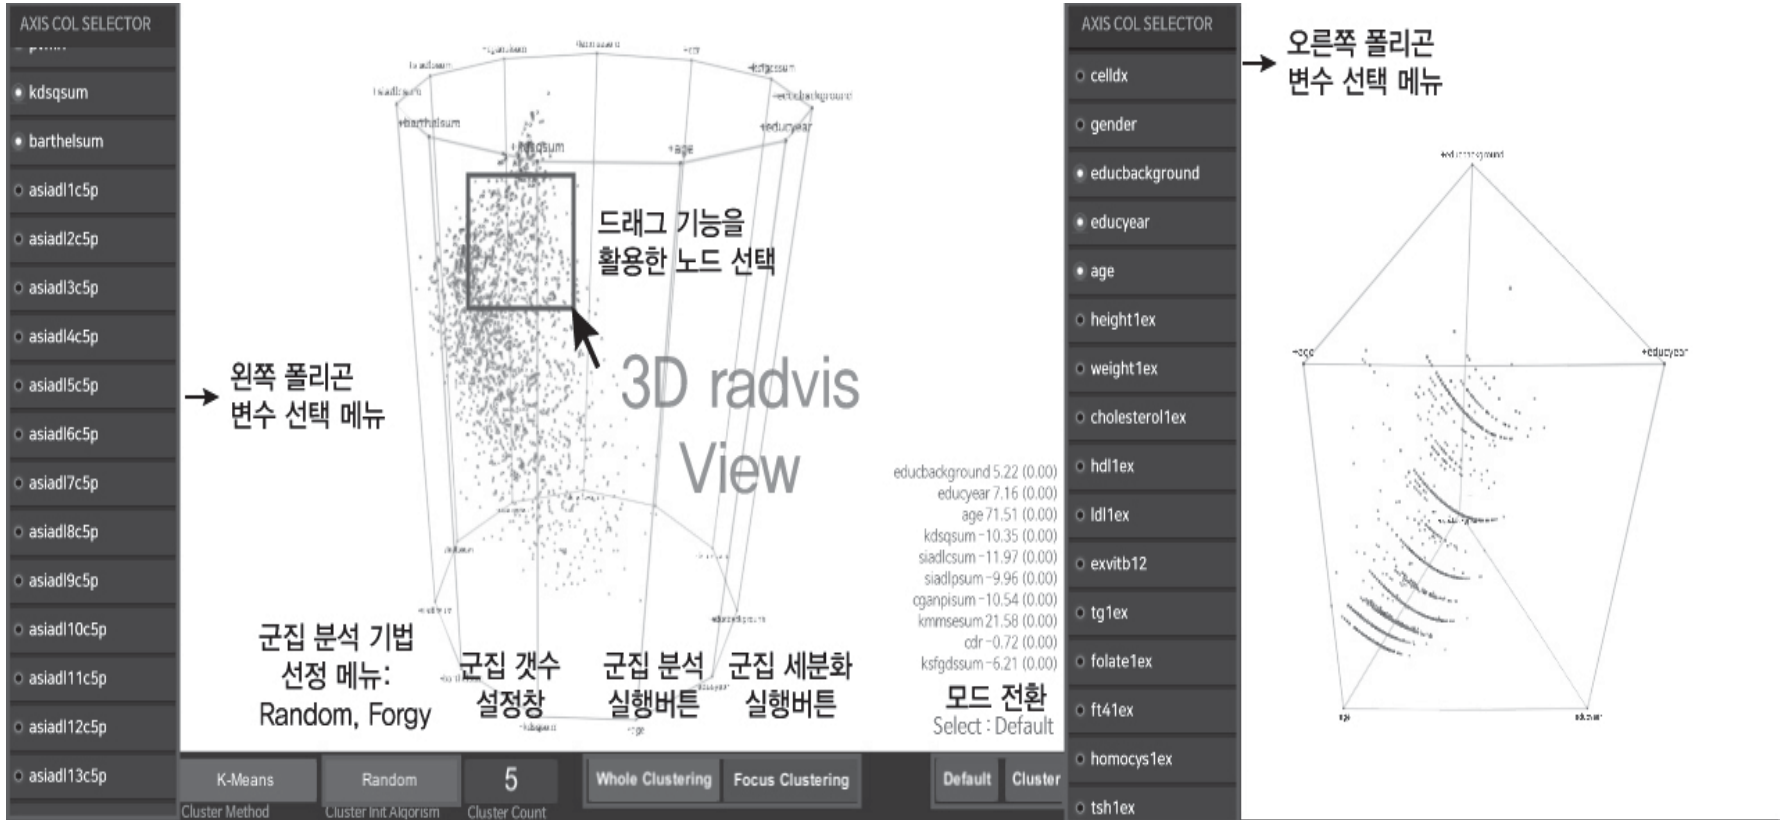 AXIS COL SELECTOR
kdsqsum
barthelsum
asiadl1c5p
asiadl2c5p
asiadl3c5p
asiadl4c5p
asiadl5c5p
asiadl6c5p
asiadl7c5p
asiadl8c5p
asiadl9c5p
asiadl10c5p
asiadl11c5p
asiadl12c5p
asiadl13c5p
왼쪽 폴리곤
변수 선택 메뉴
+ksfgdssum
+educbackground
+barthelsum
+educyear
+kdsqsum
+age
드래그 기능을
활용한 노드 선택
3D radvis
View
educbackground 5.22 (0.00)
educyear 7.16 (0.00)
age 71.51 (0.00)
kdsqsum -10.35 (0.00)
siadlcsum -11.97 (0.00)
siadlpsum -9.96 (0.00)
cganpisum -10.54 (0.00)
kmmsesum 21.58 (0.00)
cdr -0.72 (0.00)
ksfgdssum -6.21 (0.00)
모드 전환
Select : Default
군집 분석 기법
선정 메뉴:
Random, Forgy
군집 갯수
설정창
군집 분석
실행버튼
군집 세분화
실행버튼
K-Means
Cluster Method
Random
Cluster Init Algorism
5
Cluster Count
Whole Clustering
Focus Clustering
Default
Cluster
AXIS COL SELECTOR
celldx
gender
educbackground
educyear
age
height1ex
weight1ex
cholesterol1ex
hdl1ex
ldl1ex
exvitb12
tg1ex
folate1ex
ft41ex
homocys1ex
tsh1ex
오른쪽 폴리곤
변수 선택 메뉴
+educbackground
+age
+educyear
age